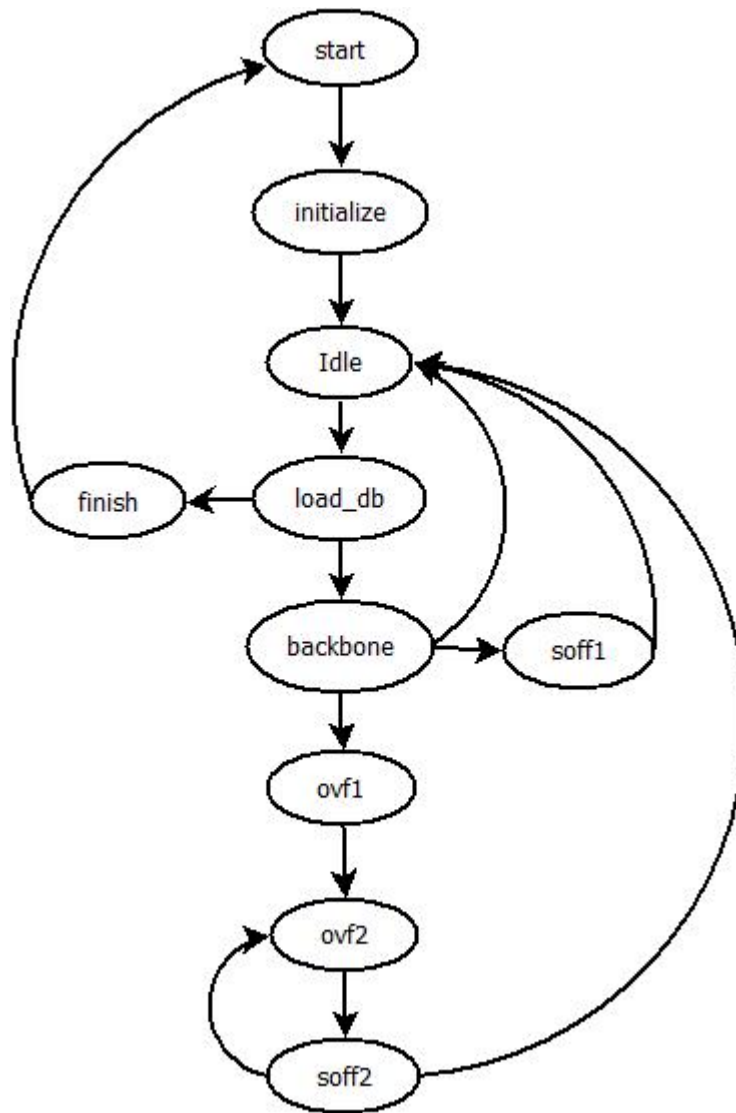 start
initialize
Idle
load_db
finish
backbone
soff1
ovf1
ovf2
soff2